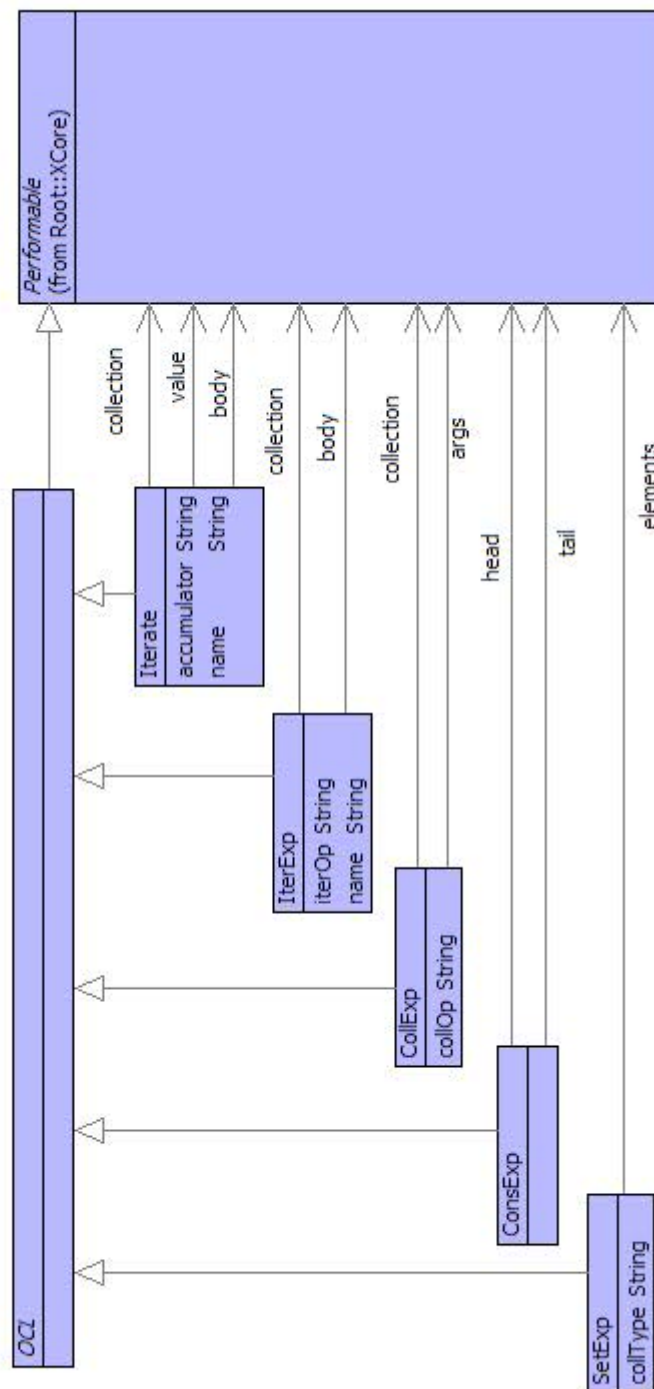 Performable
(from Root::XCore)
OCL
collection
value
body
Iterate
accumulator String
name String
collection
body
IterExp
iterOp String
name String
collection
args
CollExp
collOp String
head
tail
ConsExp
elements
SetExp
collType String